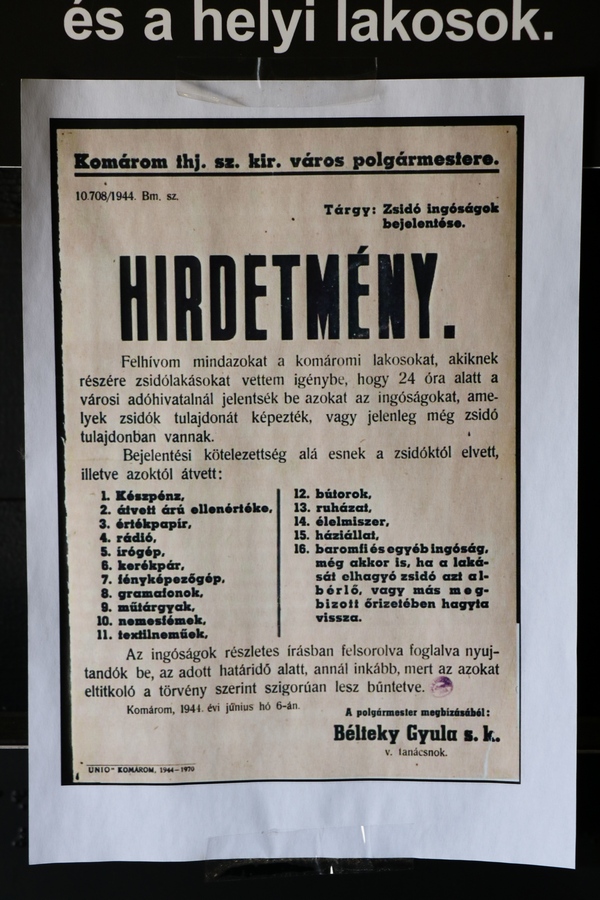 és a helyi lakosok.
Komárom thj. sz. kir. város polgármestere.
10.708/1944. Bm. sz.
Tárgy: Zsidó ingóságok
bejelentése.
HIRDETMÉNY.
Felhívom mindazokat a komáromi lakosokat, akiknek
részére zsidólakásokat vettem igénybe, hogy 24 óra alatt a
városi adóhivatalnál jelentsék be azokat az ingóságokat, ame-
lyek zsidók tulajdonát képezték, vagy jelenleg még zsidó
tulajdonban vannak.
Bejelentési kötelezettség alá esnek a zsidóktól elvett,
illetve azoktól átvett:
1. Készpénz,
2. átvett árú ellenértéke,
3. értékpapír,
4. rádió,
5. írógép,
6. kerékpár,
7. fényképezőgép,
8. gramafonok,
9. műtárgyak,
10. nemesfémek,
11. textilneműek,
12. bútorok,
13. ruházat,
14. élelmiszer,
15. háziállat,
16. baromfi és egyéb ingóság,
még akkor is, ha a laká-
sát elhagyó zsidó azt al-
bérlő, vagy más meg-
bizott őrizetében hagyta
vissza.
Az ingóságok részletes írásban felsorolva foglalva nyuj-
tandók be, az adott határidő alatt, annál inkább, mert az azokat
eltitkoló a törvény szerint szigorúan lesz büntetve.
Komárom, 1944. évi június hó 6-án.
A polgármester megbizásából:
Bélteky Gyula s. k.
v. tanácsnok.
UNIO- KOMÁROM, 1944-1979